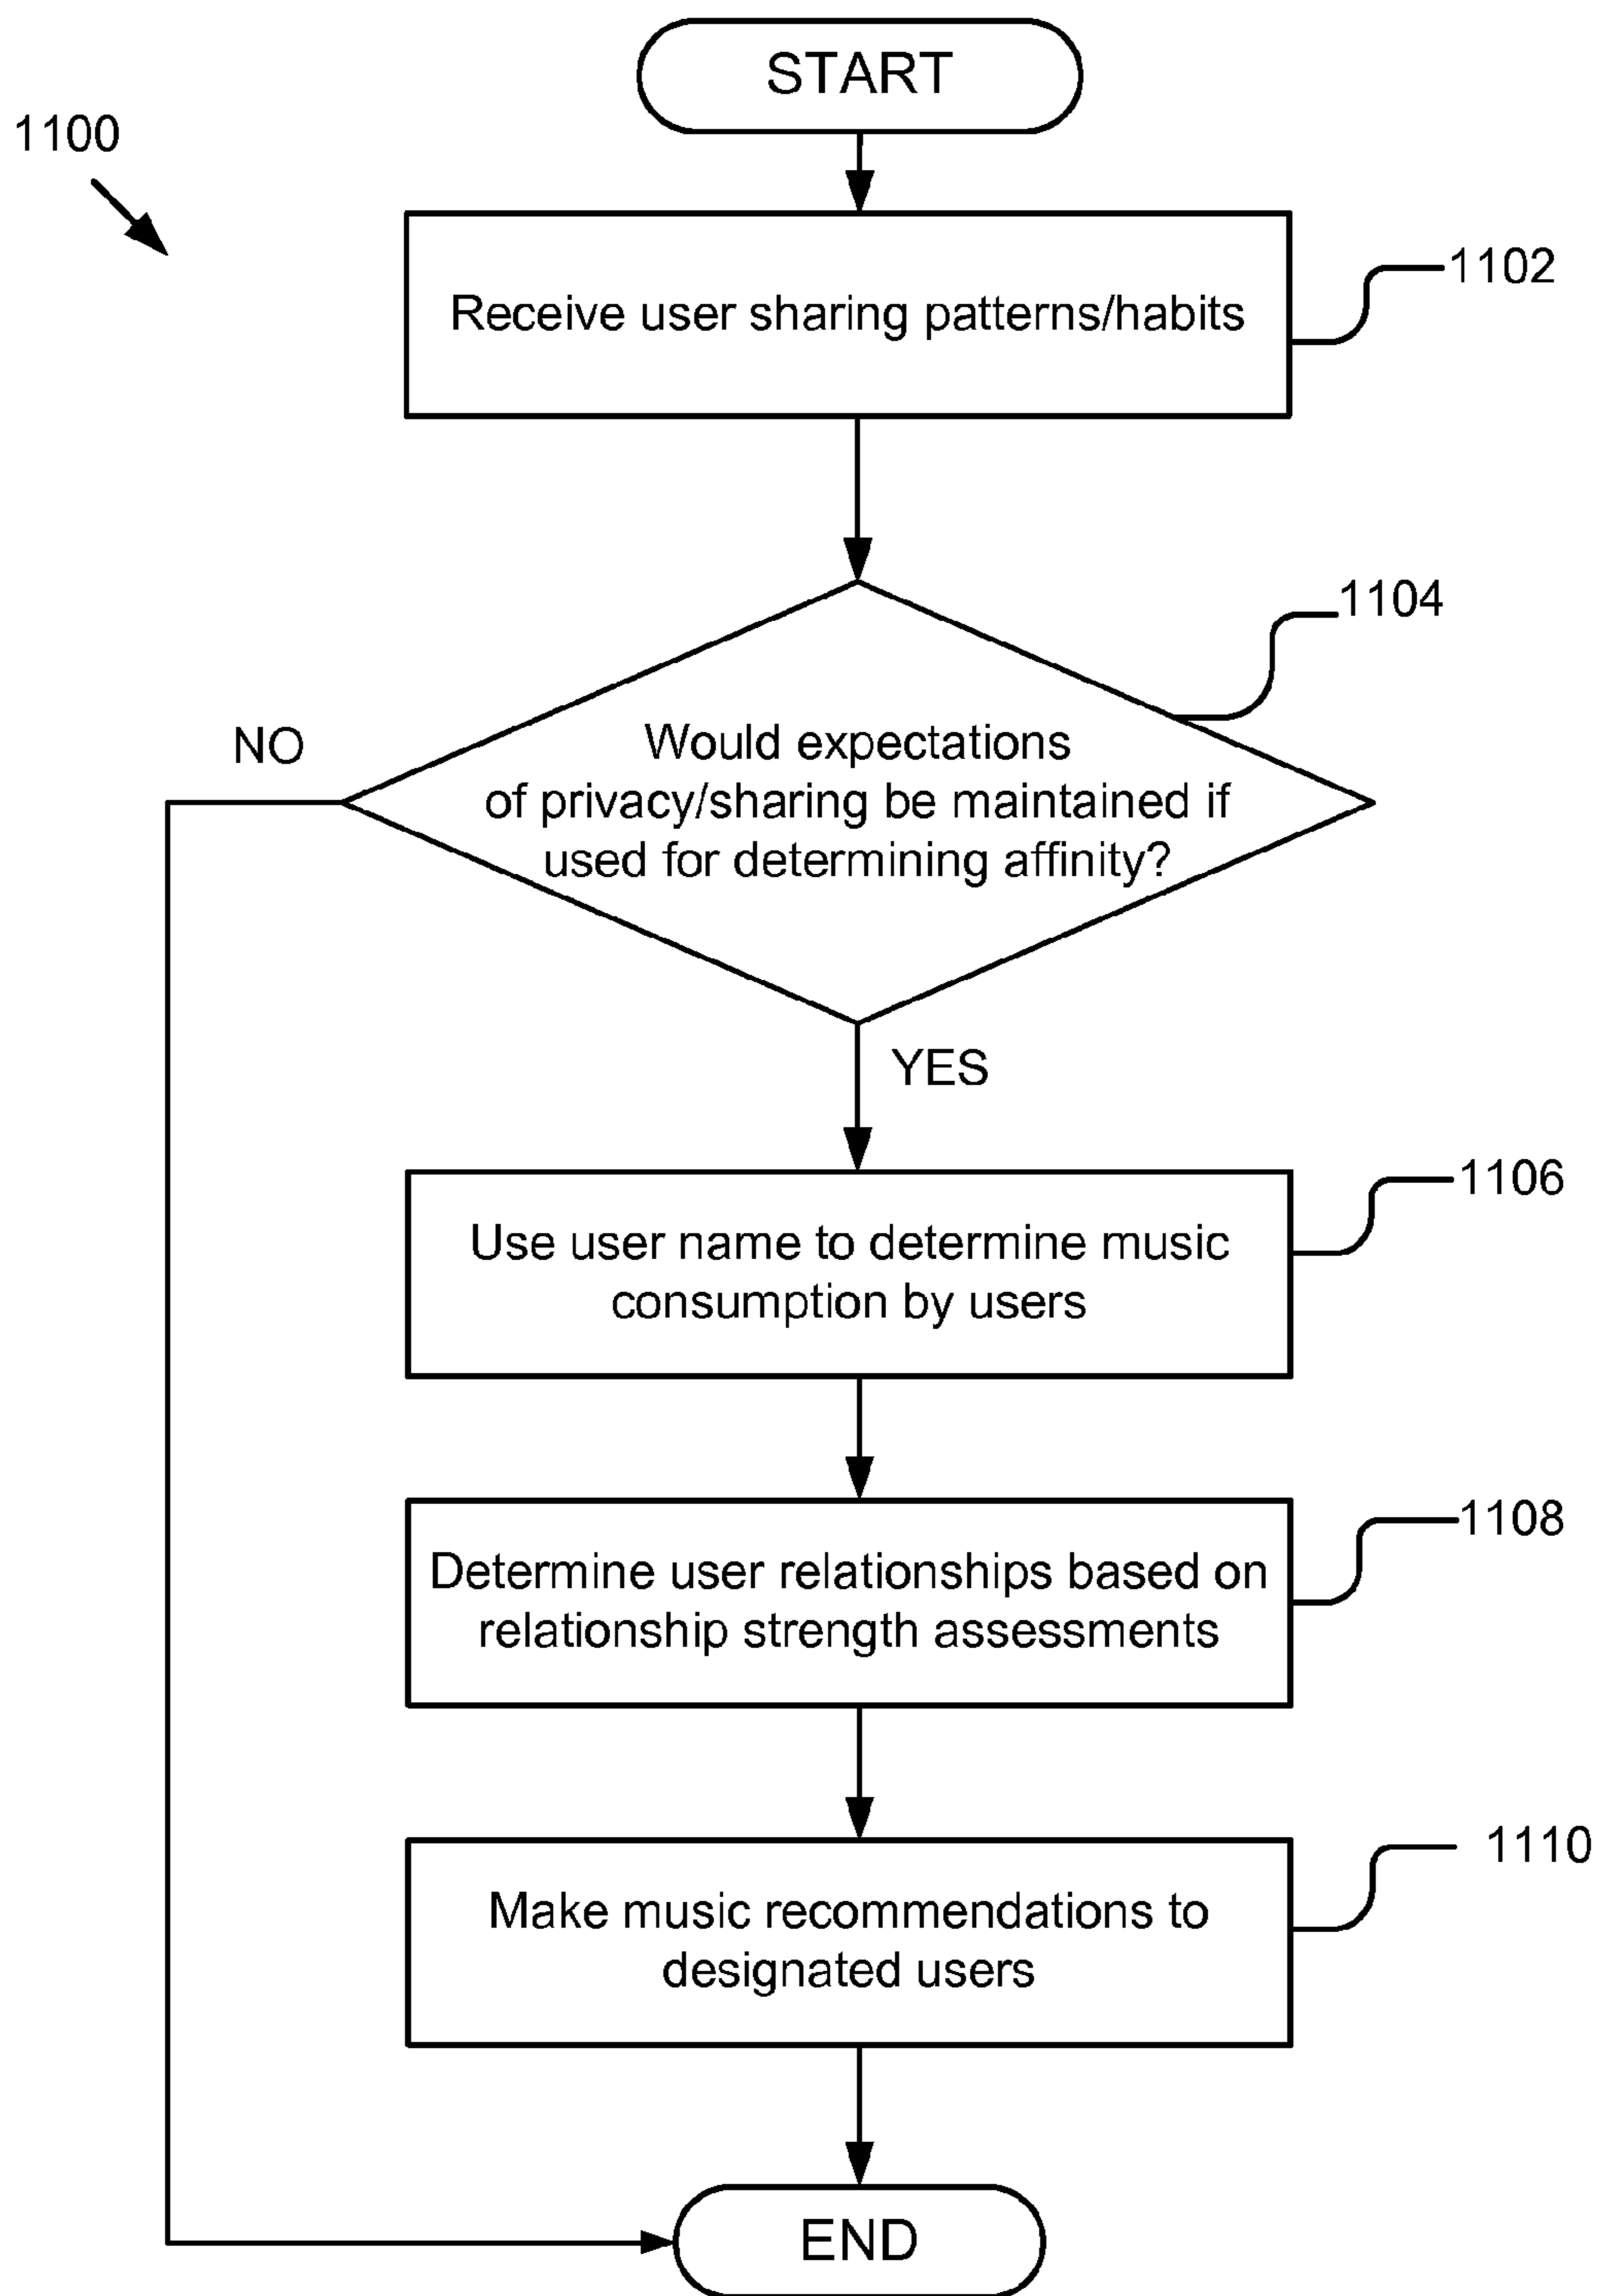 START
1100
1102
Receive user sharing patterns/habits
1104
NO
Would expectations
of privacy/sharing be maintained if
used for determining affinity?
YES
1106
Use user name to determine music
consumption by users
1108
Determine user relationships based on
relationship strength assessments
1110
Make music recommendations to
designated users
END